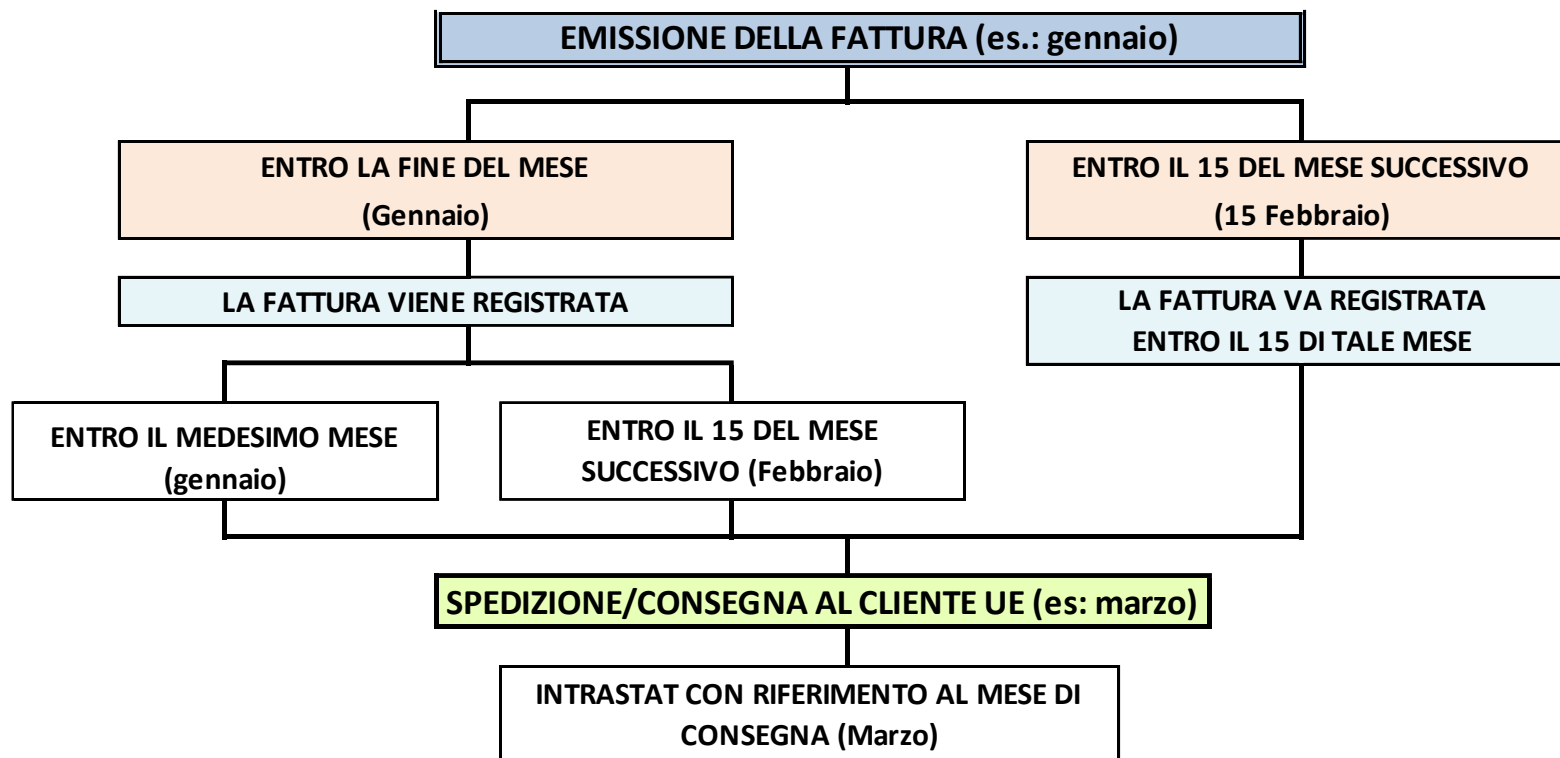 EMISSIONE DELLA FATTURA (es.: gennaio)
ENTRO LA FINE DEL MESE
(Gennaio)
ENTRO IL 15 DEL MESE SUCCESSIVO
(15 Febbraio)
LA FATTURA VIENE REGISTRATA
LA FATTURA VA REGISTRATA
ENTRO IL 15 DI TALE MESE
ENTRO IL MEDESIMO MESE
(gennaio)
ENTRO IL 15 DEL MESE
SUCCESSIVO (Febbraio)
SPEDIZIONE/CONSEGNA AL CLIENTE UE (es: marzo)
INTRASTAT CON RIFERIMENTO AL MESE DI
CONSEGNA (Marzo)